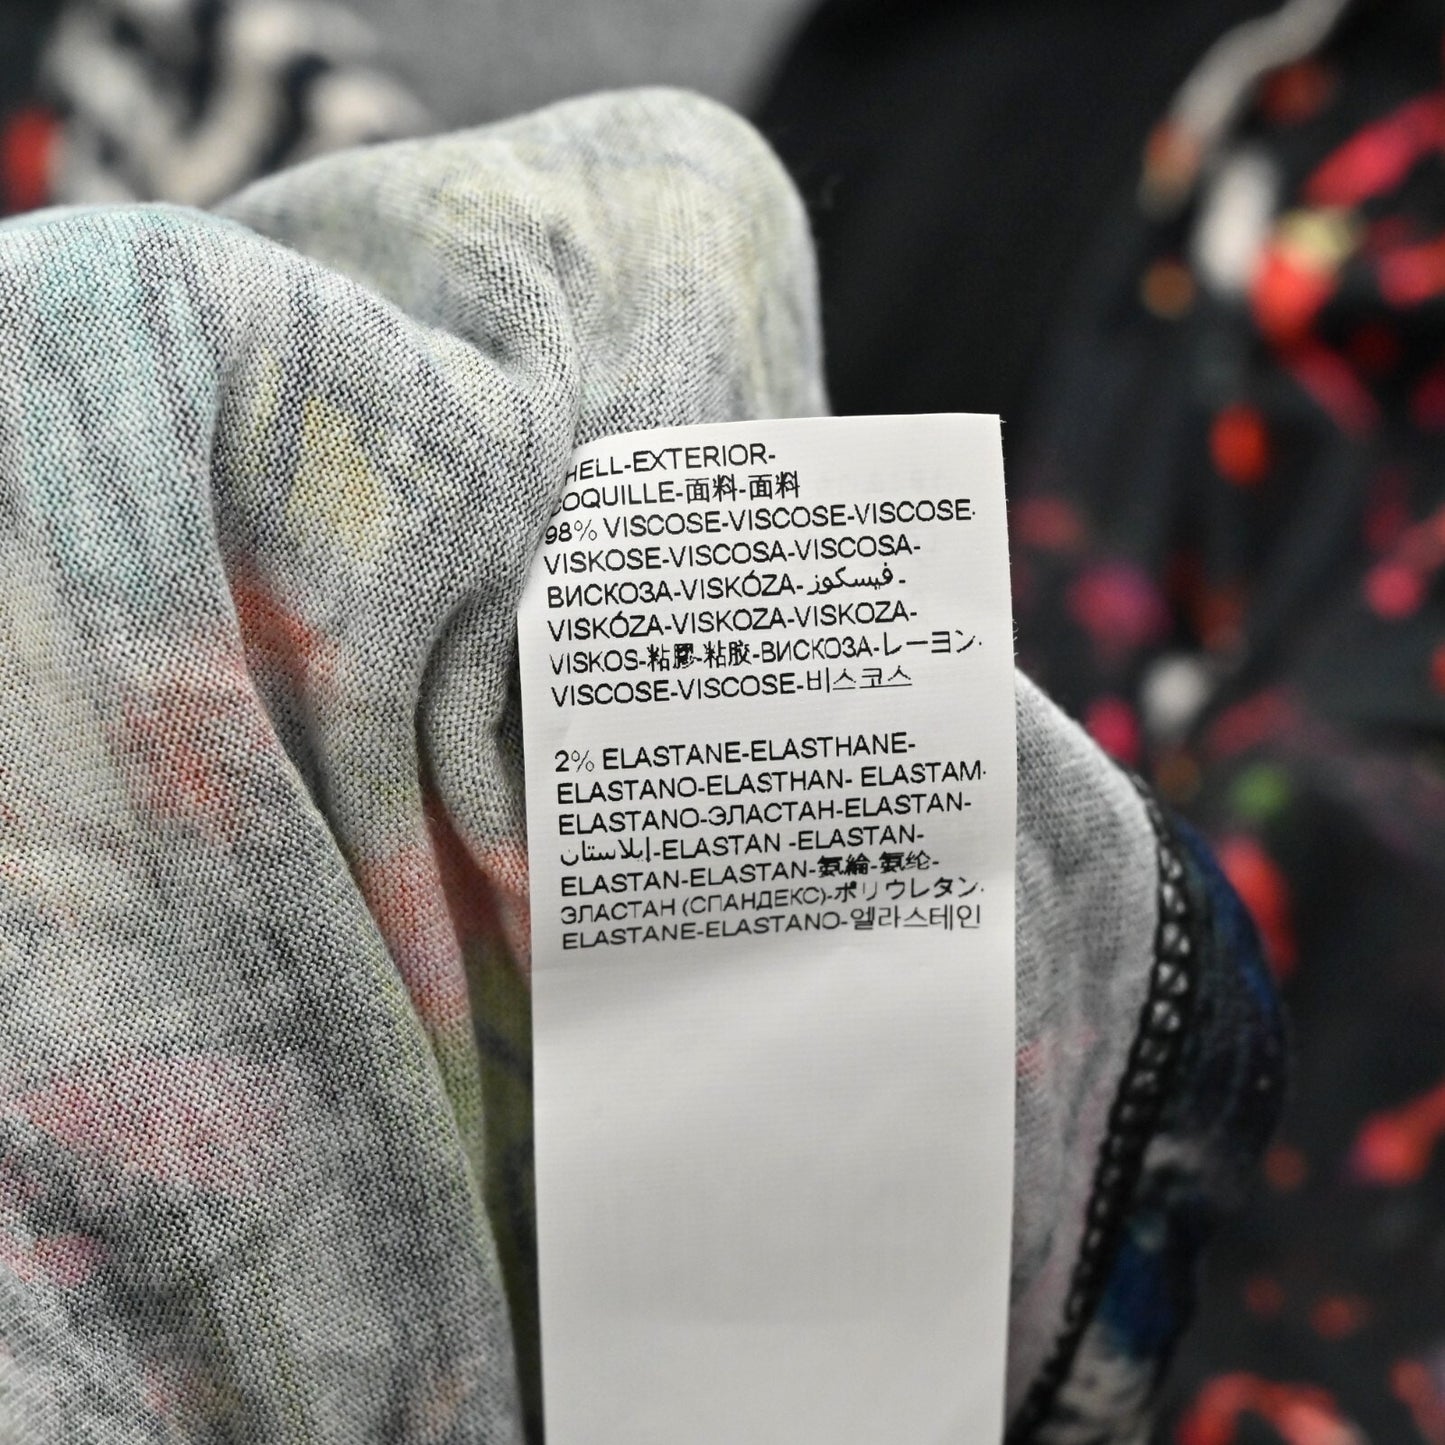 HELL-EXTERIOR-
COQUILLE-面料-面料
98% VISCOSE-VISCOSE-VISCOSE-
VISKOSE-VISCOSA-VISCOSA-
ВИСКОЗА-VISKÓZA-فيسكوز-
VISKÓZA-VISKOZA-VISKOZA-
VISKOS-粘膠-粘胶-ВИСКОЗА-レーヨン-
VISCOSE-VISCOSE-비스코스
2% ELASTANE-ELASTHANE-
ELASTANO-ELASTHAN- ELASTAM-
ELASTANO-ЭЛАСТАН-ELASTAN-
إيلاستان-ELASTAN -ELASTAN-
ELASTAN-ELASTAN-氨綸-氨纶-
ЭЛАСТАН (СПАНДЕКС)-ポリウレタン-
ELASTANE-ELASTANO-엘라스테인